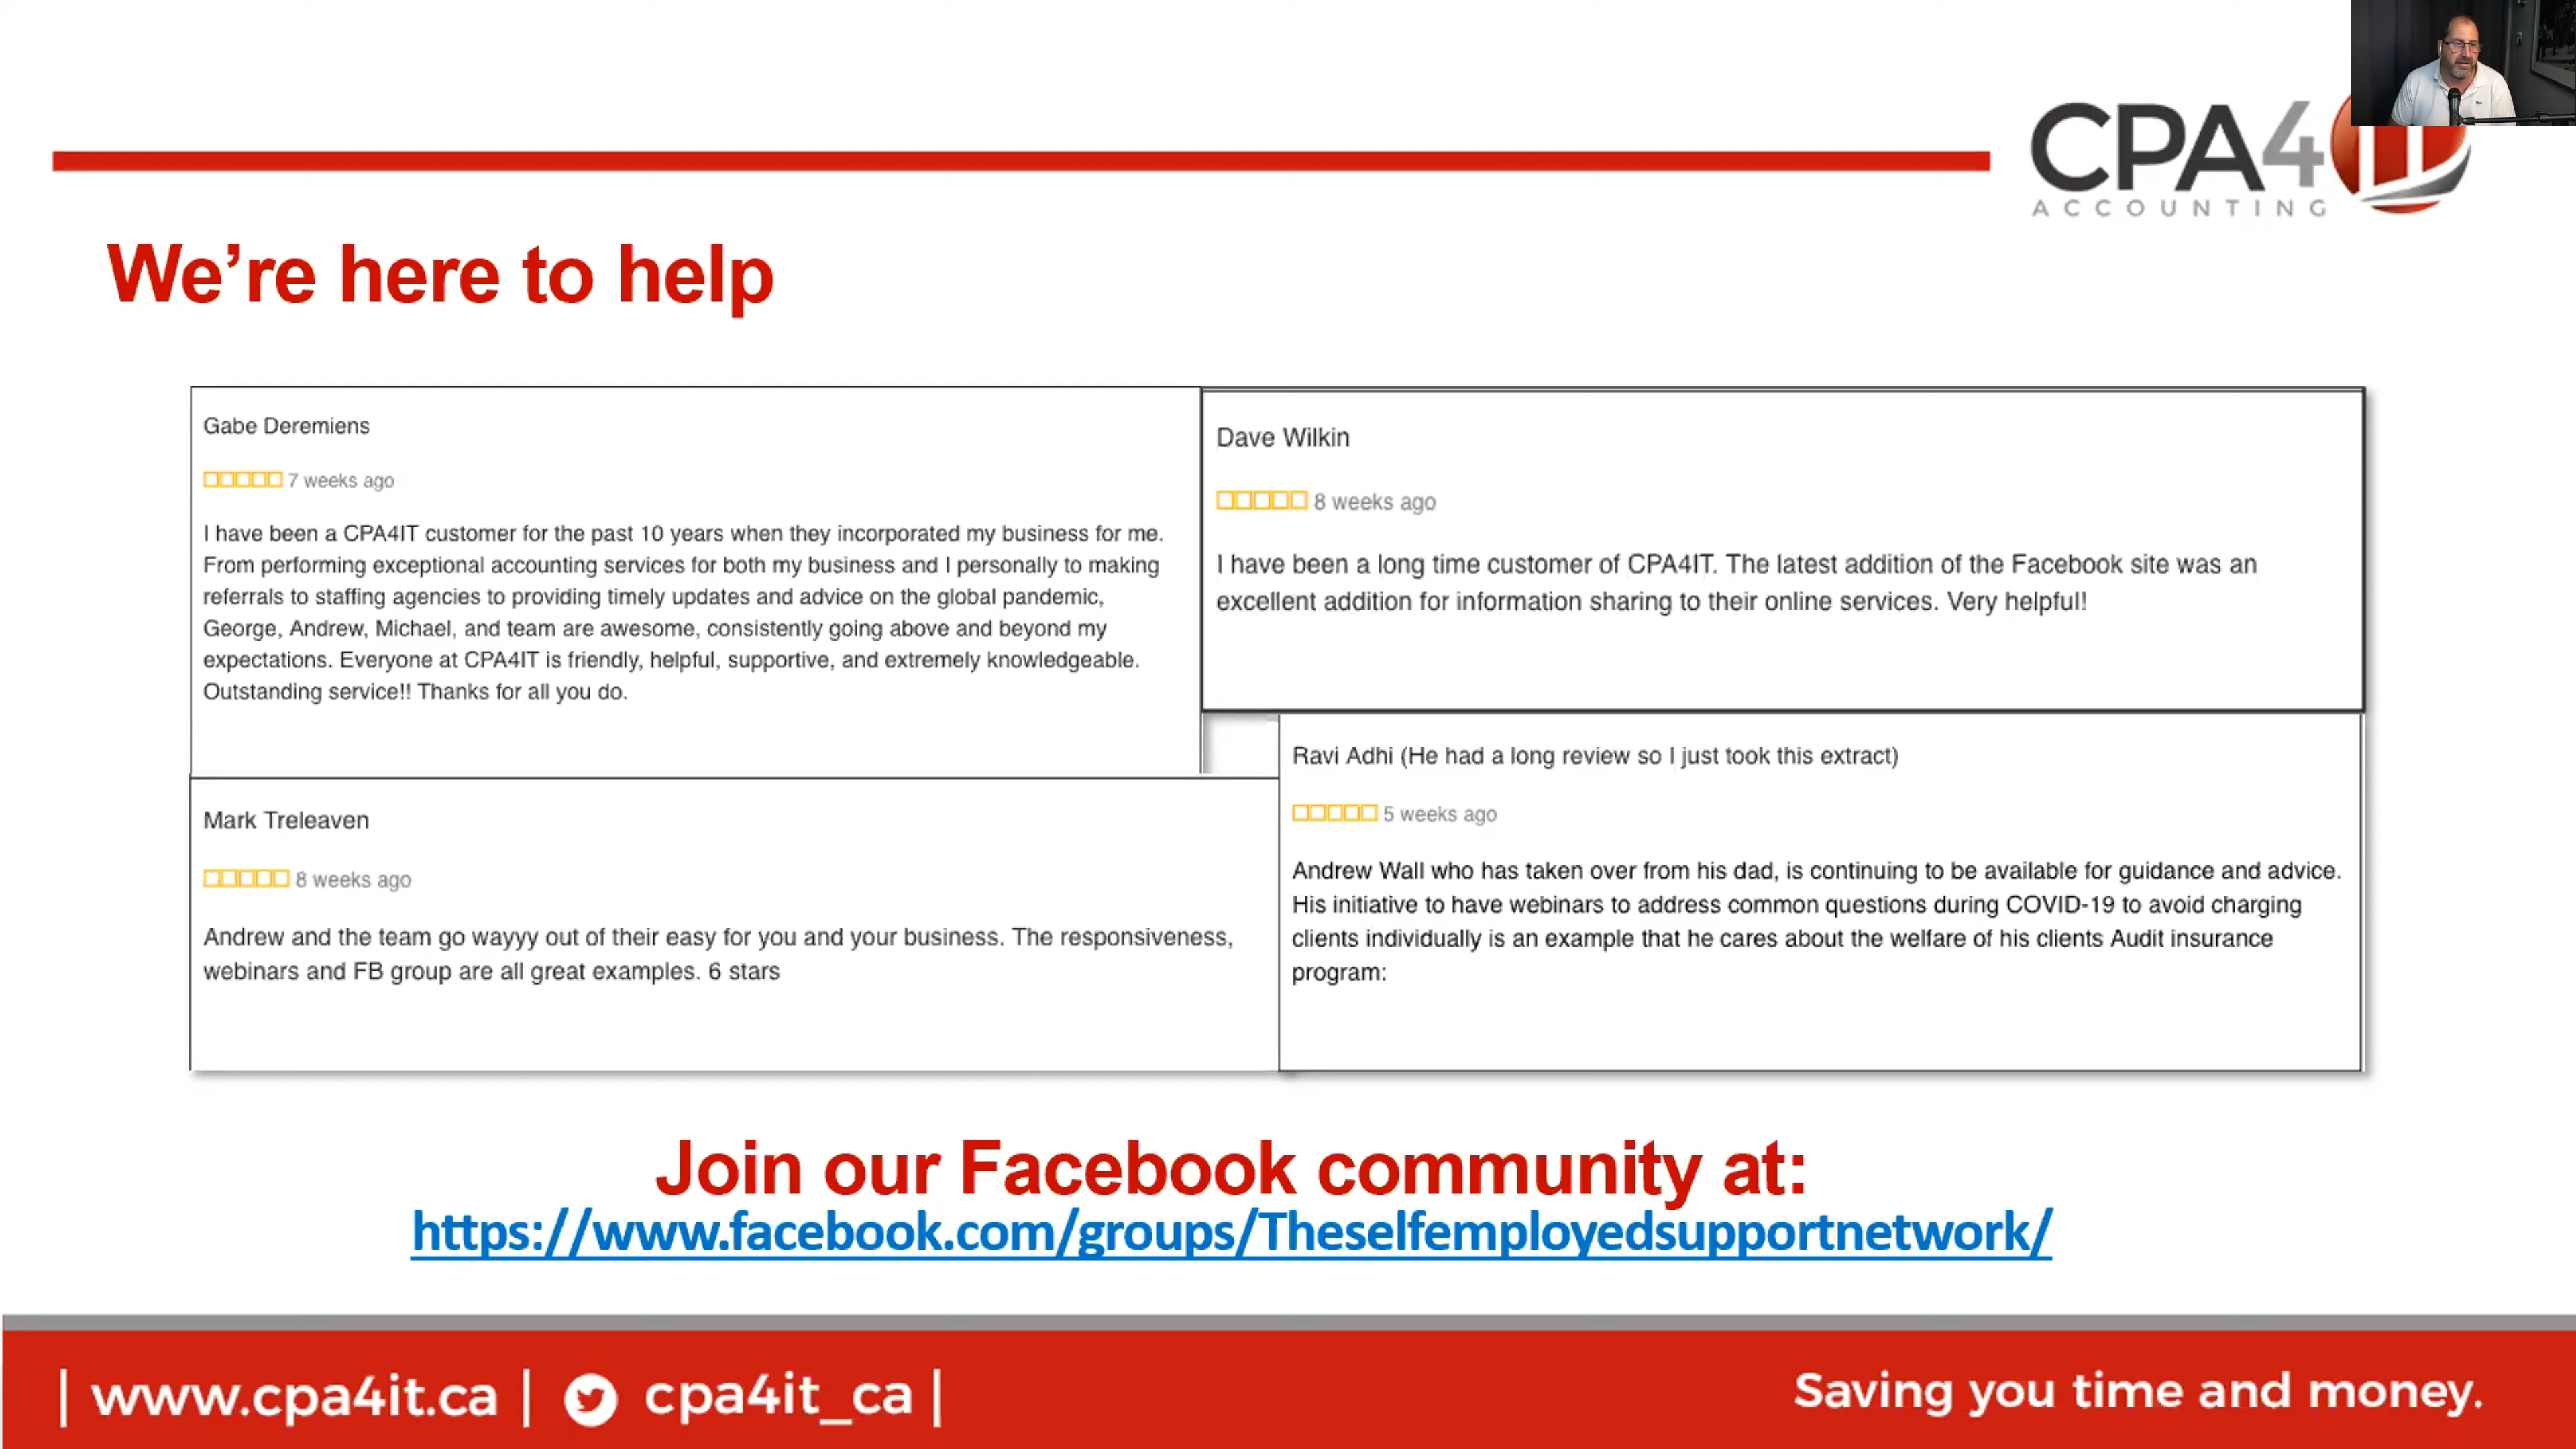 CPA4IT
ACCOUNTING
We're here to help
Gabe Deremiens
7 weeks ago
I have been a CPA4IT customer for the past 10 years when they incorporated my business for me.
From performing exceptional accounting services for both my business and I personally to making
referrals to staffing agencies to providing timely updates and advice on the global pandemic,
George, Andrew, Michael, and team are awesome, consistently going above and beyond my
expectations. Everyone at CPA4IT is friendly, helpful, supportive, and extremely knowledgeable.
Outstanding service!! Thanks for all you do.
Dave Wilkin
8 weeks ago
I have been a long time customer of CPA4IT. The latest addition of the Facebook site was an
excellent addition for information sharing to their online services. Very helpful!
Mark Treleaven
8 weeks ago
Andrew and the team go wayyy out of their easy for you and your business. The responsiveness,
webinars and FB group are all great examples. 6 stars
Ravi Adhi (He had a long review so I just took this extract)
5 weeks ago
Andrew Wall who has taken over from his dad, is continuing to be available for guidance and advice.
His initiative to have webinars to address common questions during COVID-19 to avoid charging
clients individually is an example that he cares about the welfare of his clients Audit insurance
program:
Join our Facebook community at:
https://www.facebook.com/groups/Theselfemployedsupportnetwork/
| www.cpa4it.ca | cpa4it_ca |
Saving you time and money.